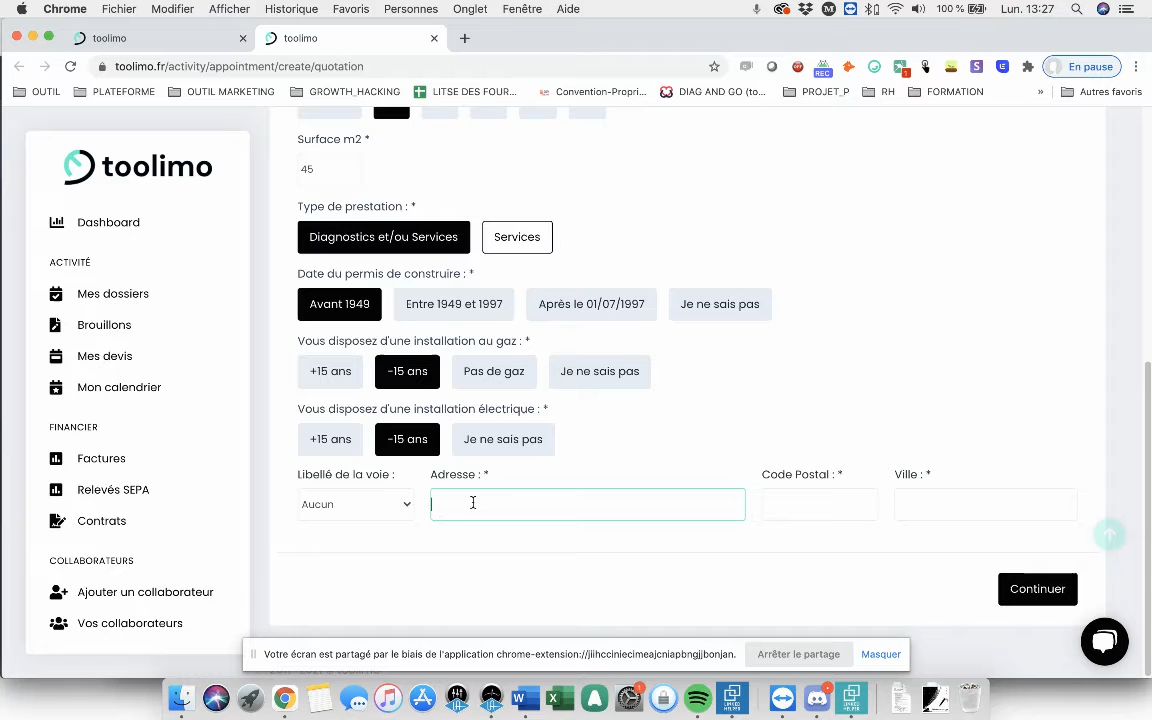 Chrome Fichier Modifier Afficher Historique Favoris Personnes Onglet Fenêtre Aide 100 % Lun. 13:27
toolimo toolimo
toolimo.fr/activity/appointment/create/quotation REC 1 En pause
OUTIL PLATEFORME OUTIL MARKETING GROWTH_HACKING LITSE DES FOUR... Convention-Propri... DIAG AND GO (to... PROJET_P RH FORMATION » Autres favoris
toolimo
Dashboard
ACTIVITÉ
Mes dossiers
Brouillons
Mes devis
Mon calendrier
FINANCIER
Factures
Relevés SEPA
Contrats
COLLABORATEURS
Ajouter un collaborateur
Vos collaborateurs
Surface m2 *
45
Type de prestation : *
Diagnostics et/ou Services Services
Date du permis de construire : *
Avant 1949 Entre 1949 et 1997 Après le 01/07/1997 Je ne sais pas
Vous disposez d'une installation au gaz : *
+15 ans -15 ans Pas de gaz Je ne sais pas
Vous disposez d'une installation électrique : *
+15 ans -15 ans Je ne sais pas
Libellé de la voie : Adresse : * Code Postal : * Ville : *
Aucun
Continuer
Votre écran est partagé par le biais de l'application chrome-extension://jiihcciniecimeajcniapbngjjbonjan. Arrêter le partage Masquer